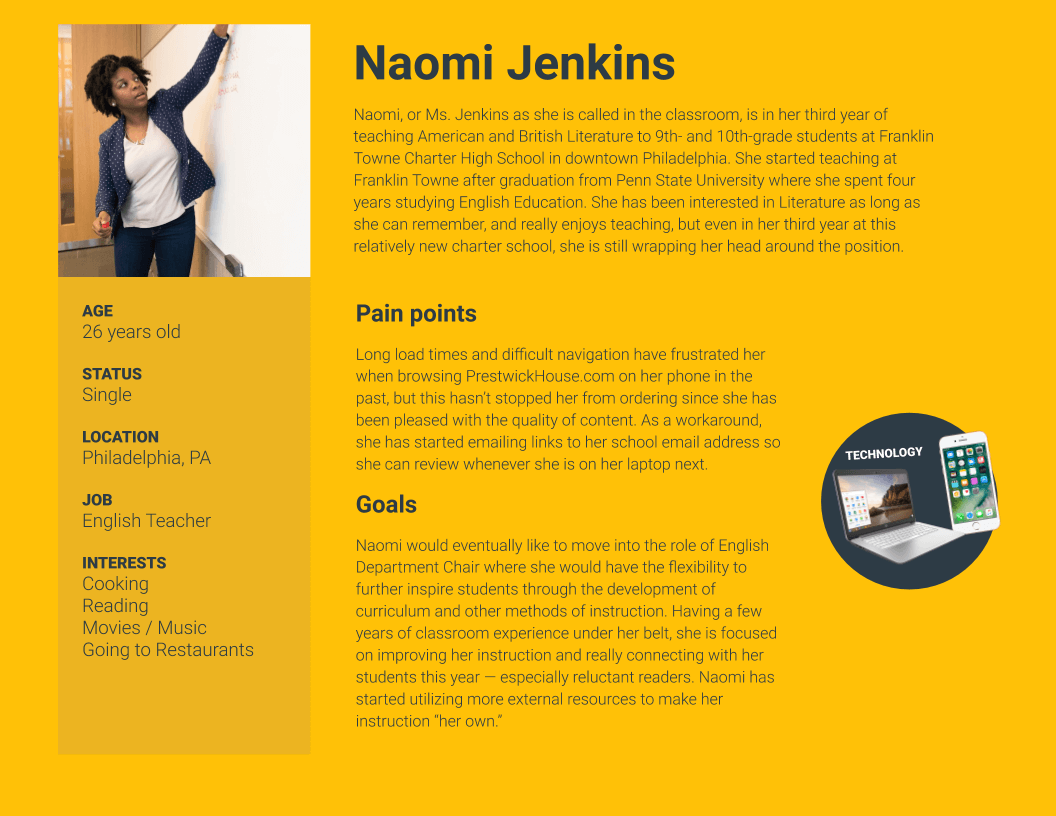 Naomi Jenkins
Naomi, or Ms. Jenkins as she is called in the classroom, is in her third year of
teaching American and British Literature to 9th- and 10th-grade students at Franklin
Towne Charter High School in downtown Philadelphia. She started teaching at
Franklin Towne after graduation from Penn State University where she spent four
years studying English Education. She has been interested in Literature as long as
she can remember, and really enjoys teaching, but even in her third year at this
relatively new charter school, she is still wrapping her head around the position.
AGE
26 years old
STATUS
Single
LOCATION
Philadelphia, PA
JOB
English Teacher
INTERESTS
Cooking
Reading
Movies / Music
Going to Restaurants
Pain points
Long load times and difficult navigation have frustrated her
when browsing PrestwickHouse.com on her phone in the
past, but this hasn't stopped her from ordering since she has
been pleased with the quality of content. As a workaround,
she has started emailing links to her school email address so
she can review whenever she is on her laptop next.
Goals
Naomi would eventually like to move into the role of English
Department Chair where she would have the flexibility to
further inspire students through the development of
curriculum and other methods of instruction. Having a few
years of classroom experience under her belt, she is focused
on improving her instruction and really connecting with her
students this year — especially reluctant readers. Naomi has
started utilizing more external resources to make her
instruction "her own."
TECHNOLOGY